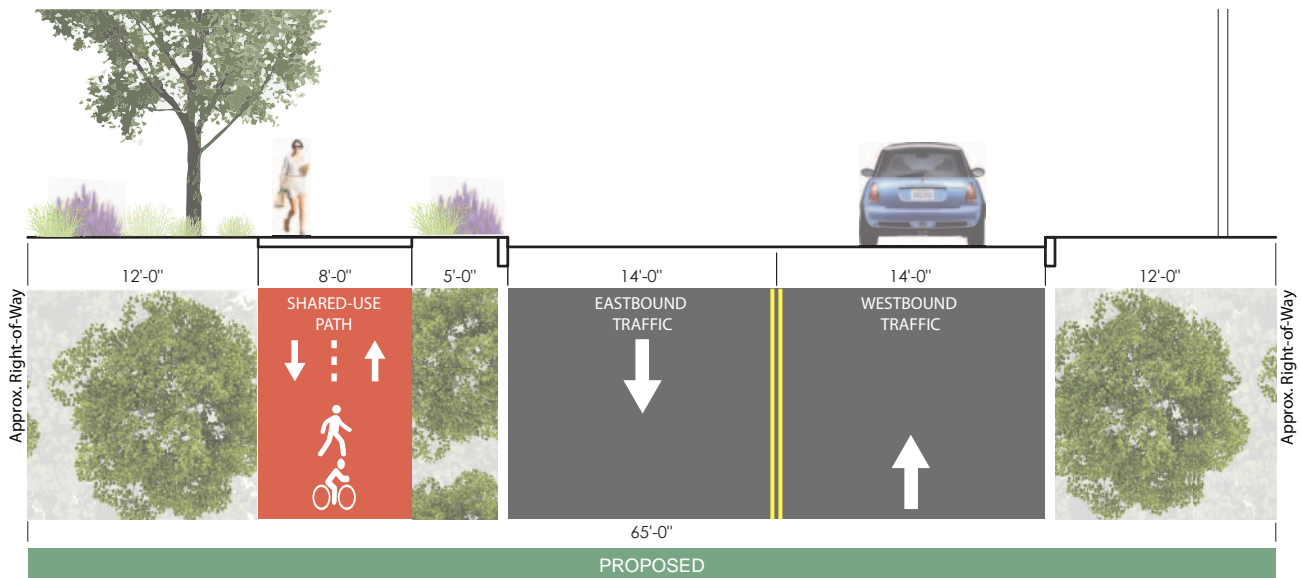 12'-0"
8'-0"
5'-0"
14'-0"
14'-0"
12'-0"
Approx. Right-of-Way
SHARED-USE
PATH
EASTBOUND
TRAFFIC
WESTBOUND
TRAFFIC
Approx. Right-of-Way
65'-0"
PROPOSED